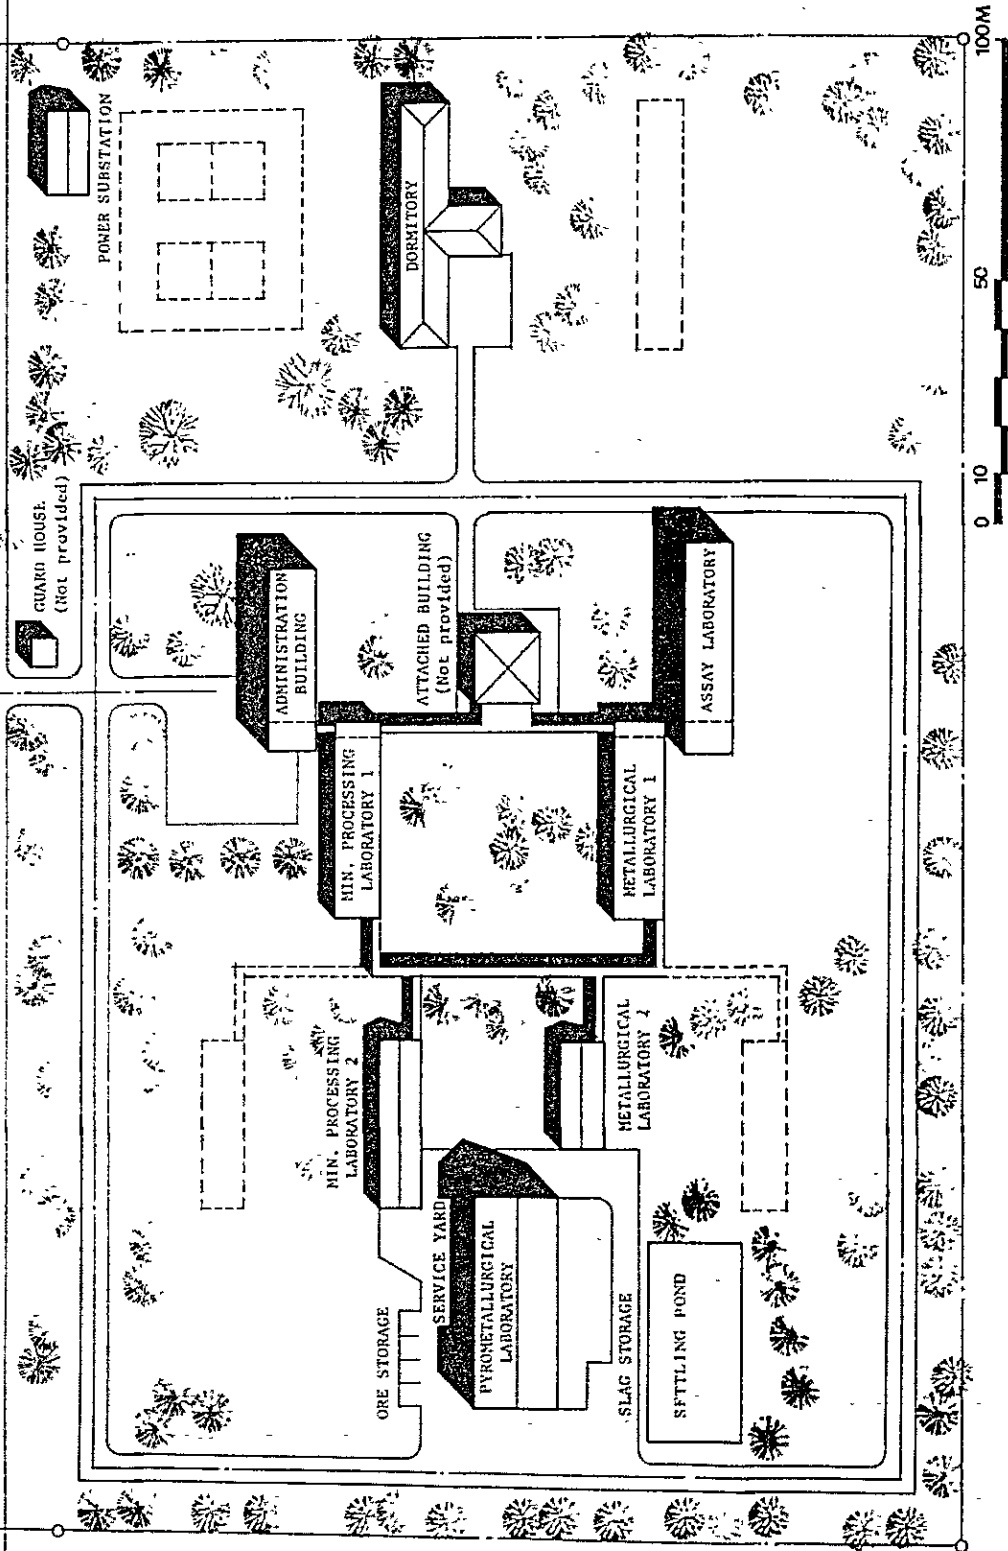 GUARD HOUSE
(Not provided)
POWER SUBSTATION
ADMINISTRATION
BUILDING
DORMITORY
ATTACHED BUILDING
(Not provided)
MIN. PROCESSING
LABORATORY 1
MIN. PROCESSING
LABORATORY 2
ORE STORAGE
SERVICE YARD
PYROMETALLURGICAL
LABORATORY
METALLURGICAL
LABORATORY 1
METALLURGICAL
LABORATORY 2
ASSAY LABORATORY
SLAG STORAGE
SETTLING POND
0 10 50 100M